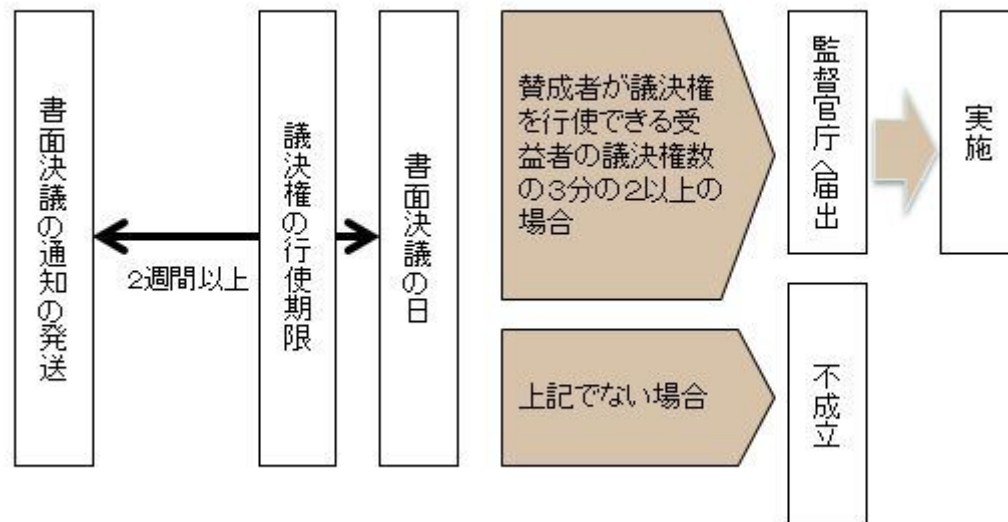 書面決議の通知の発送
2週間以上
議決権の行使期限
書面決議の日
賛成者が議決権
を行使できる受
益者の議決権数
の3分の2以上の
場合
監督官庁へ届出
実施
上記でない場合
不成立